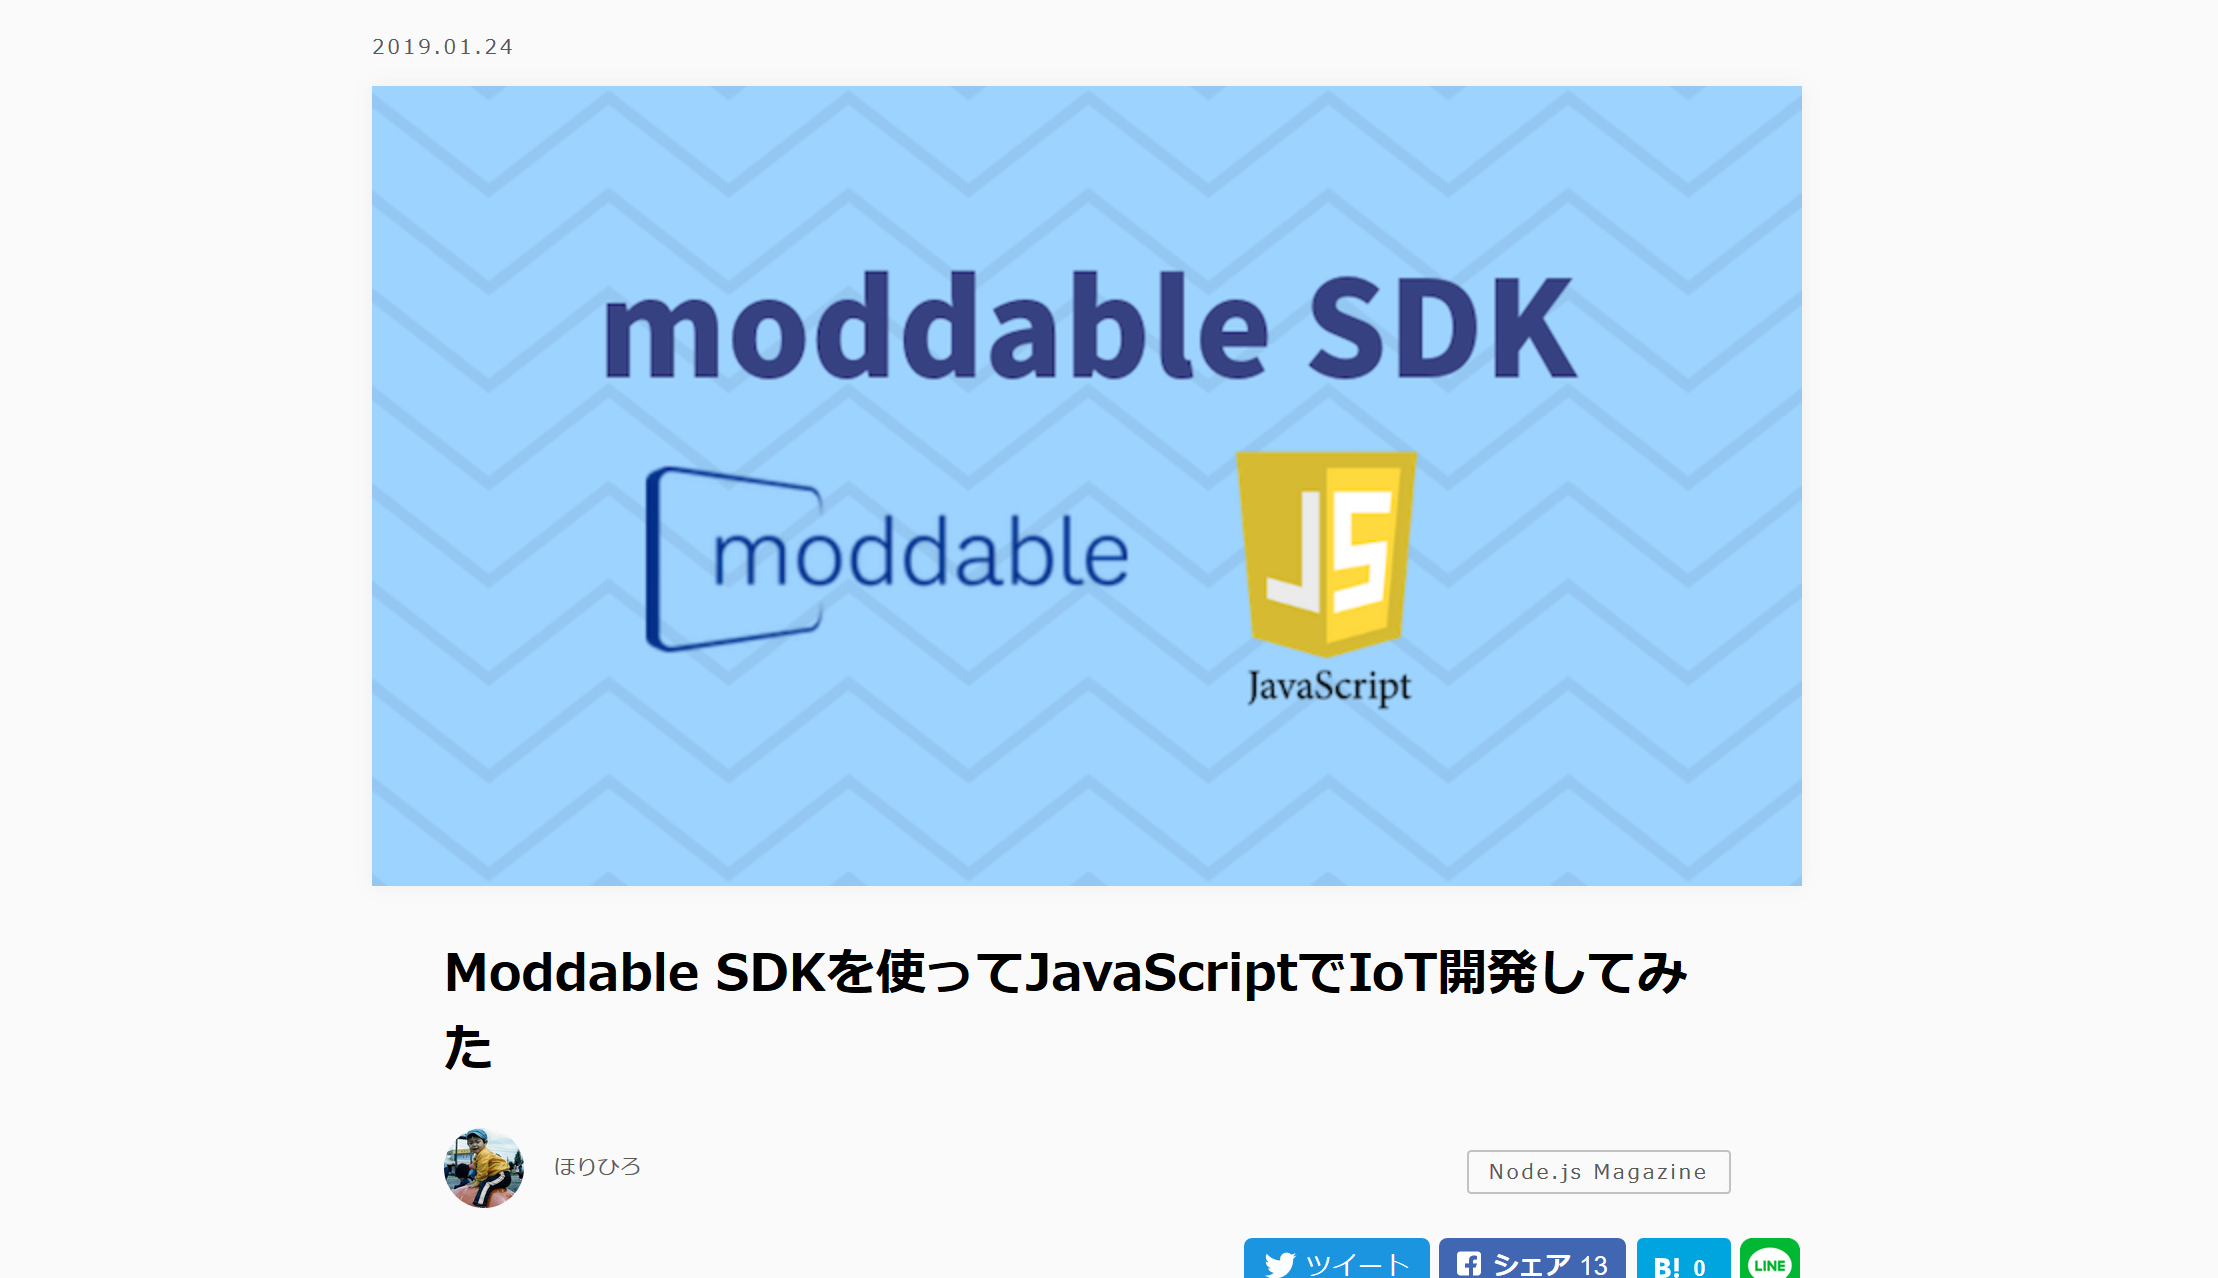 2019.01.24
moddable SDK
moddable
JS
JavaScript
Moddable SDKを使ってJavaScriptでIoT開発してみ
た
ほりひろ
Node.js Magazine
ツイート シェア 13 B! 0 LINE